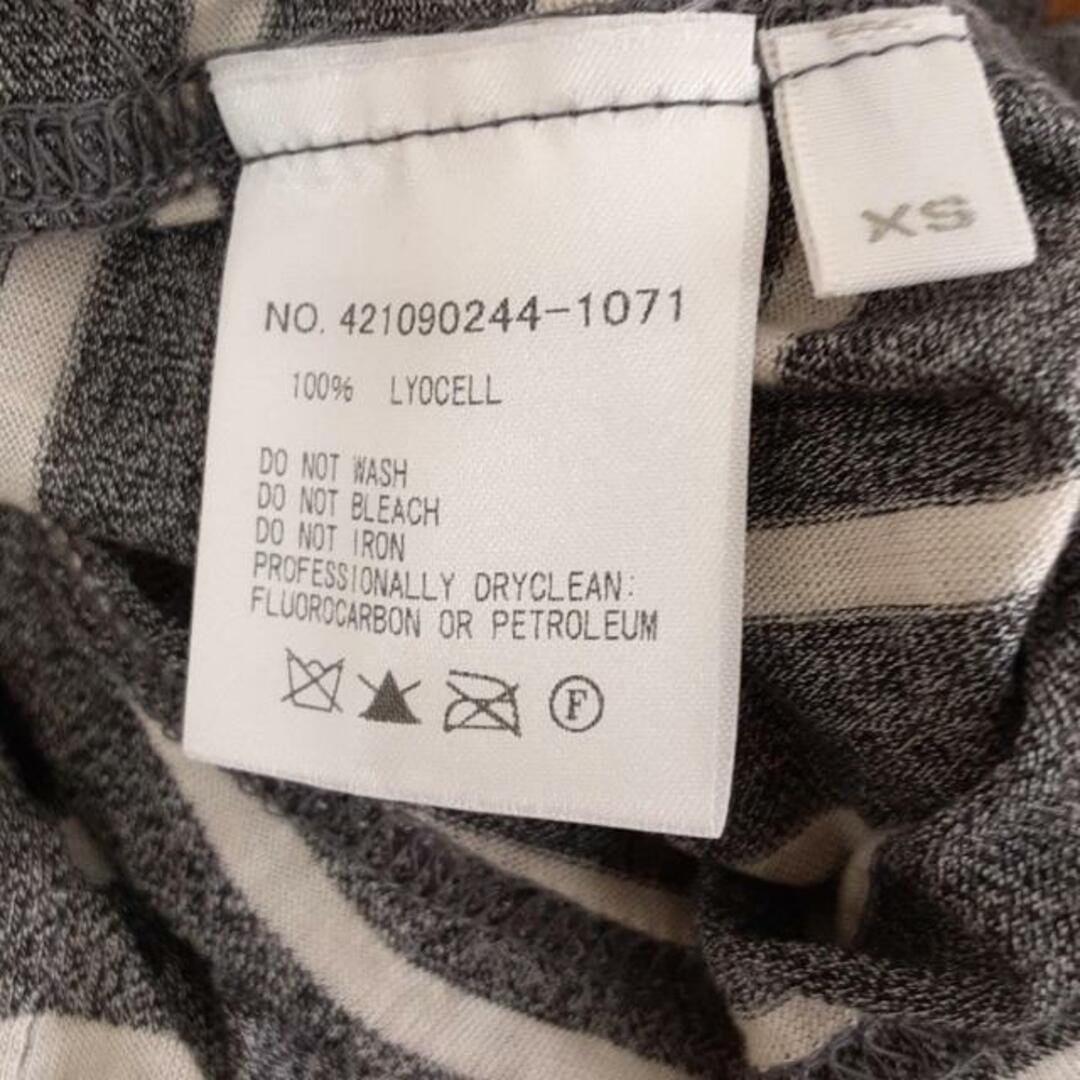 XS
NO. 421090244-1071
100% LYOCELL
DO NOT WASH
DO NOT BLEACH
DO NOT IRON
PROFESSIONALLY DRYCLEAN:
FLUOROCARBON OR PETROLEUM
F